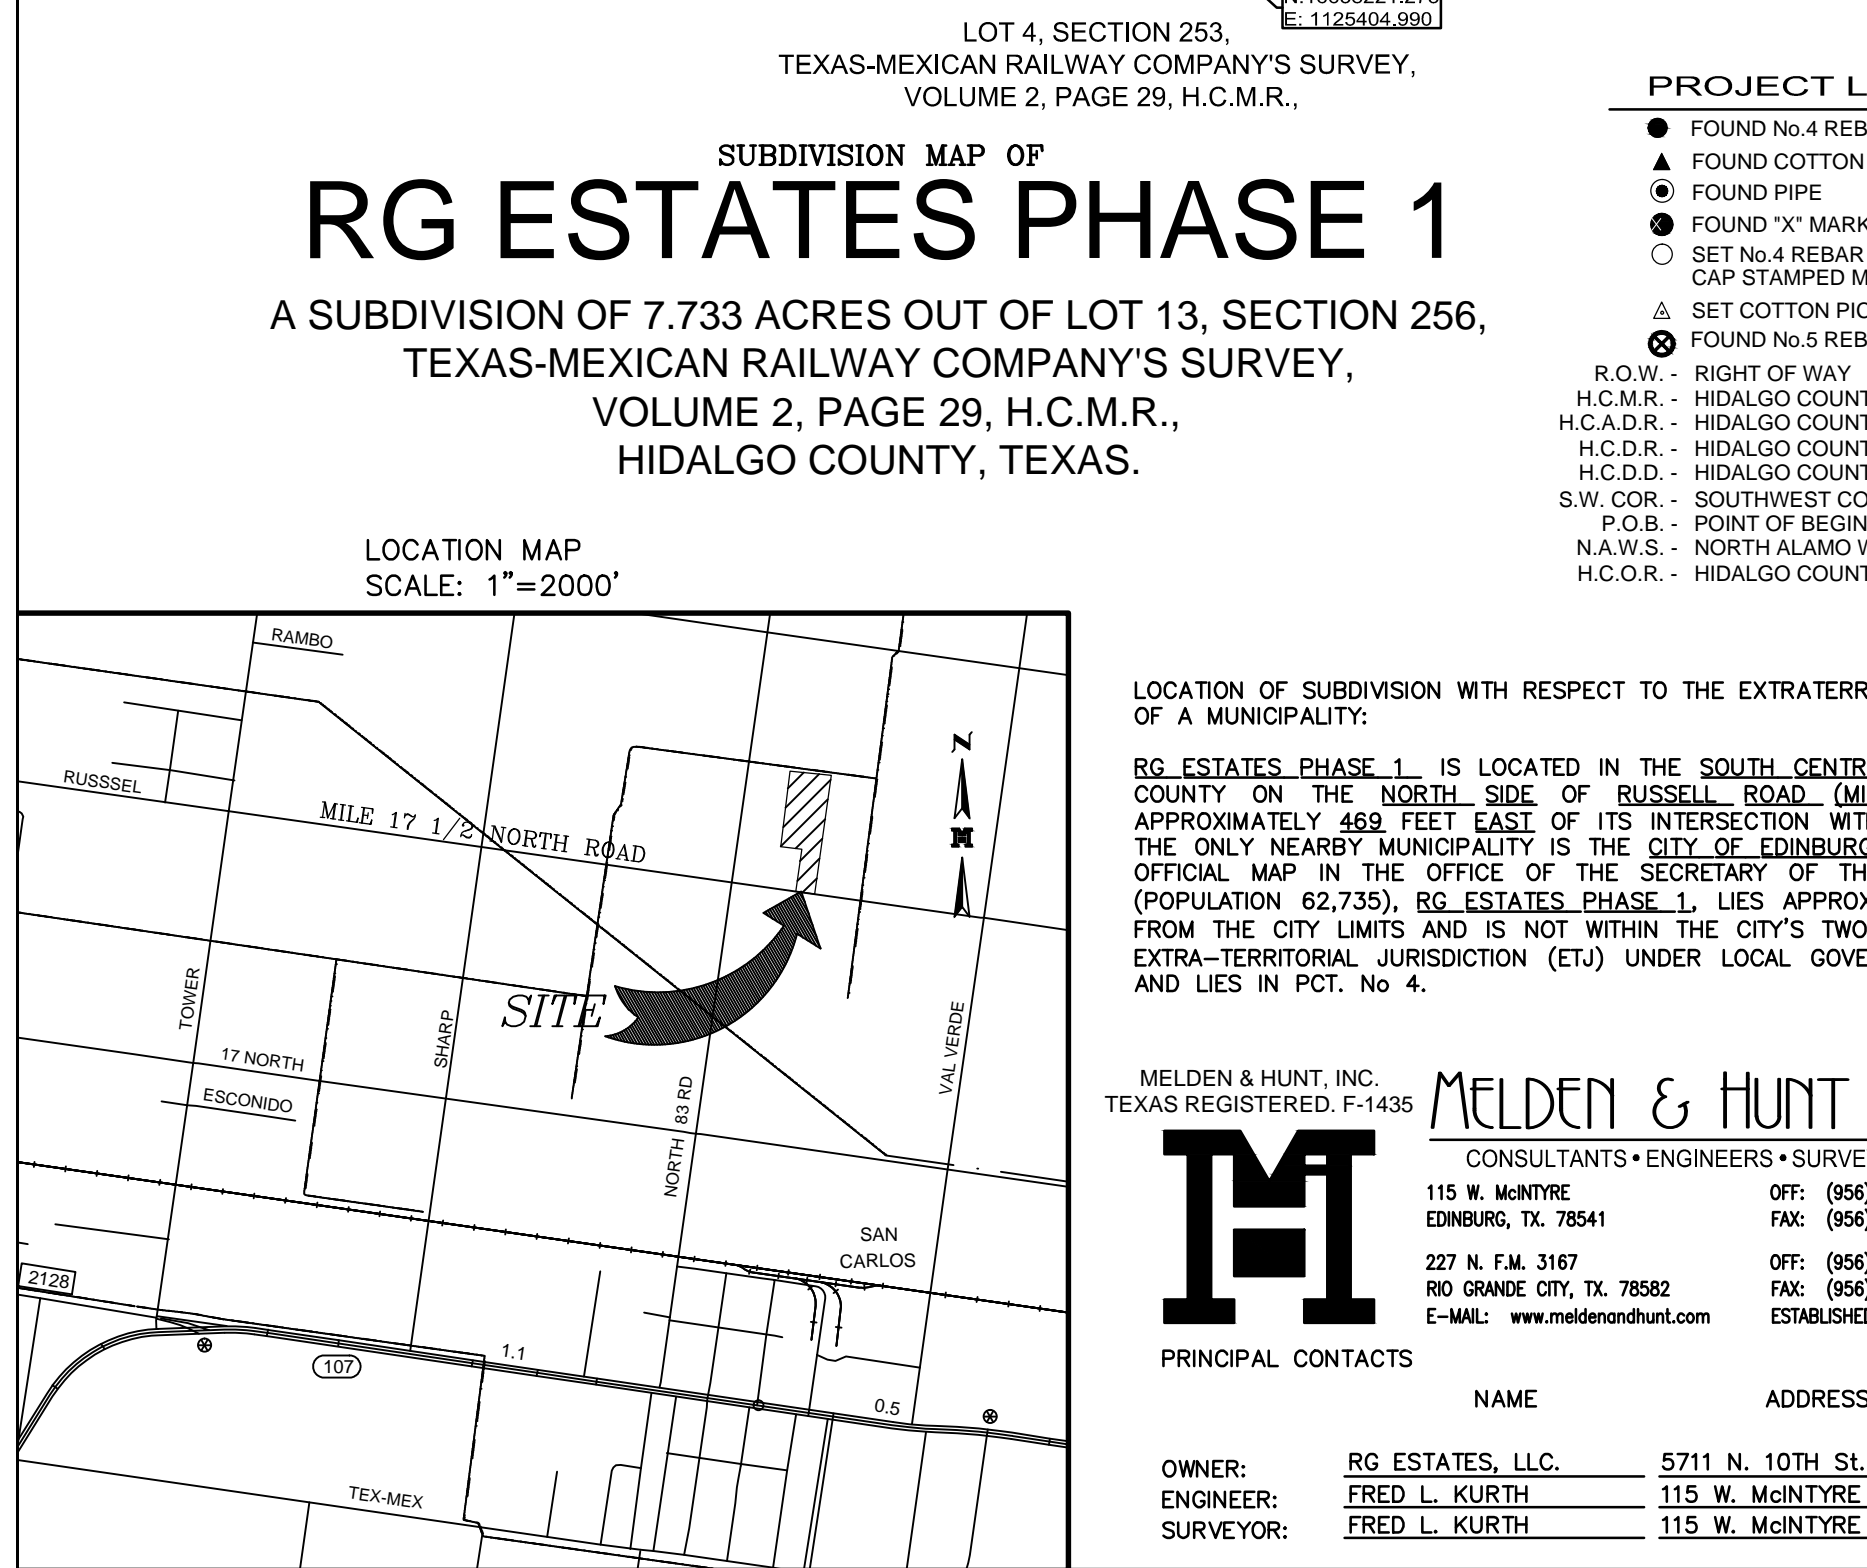 E: 1125404.990
LOT 4, SECTION 253,
TEXAS-MEXICAN RAILWAY COMPANY'S SURVEY,
VOLUME 2, PAGE 29, H.C.M.R.,
SUBDIVISION MAP OF
RG ESTATES PHASE 1
A SUBDIVISION OF 7.733 ACRES OUT OF LOT 13, SECTION 256,
TEXAS-MEXICAN RAILWAY COMPANY'S SURVEY,
VOLUME 2, PAGE 29, H.C.M.R.,
HIDALGO COUNTY, TEXAS.
PROJECT L
FOUND No.4 REB
FOUND COTTON
FOUND PIPE
FOUND "X" MARK
SET No.4 REBAR
CAP STAMPED M
SET COTTON PIC
FOUND No.5 REB
R.O.W. - RIGHT OF WAY
H.C.M.R. - HIDALGO COUNT
H.C.A.D.R. - HIDALGO COUNT
H.C.D.R. - HIDALGO COUNT
H.C.D.D. - HIDALGO COUNT
S.W. COR. - SOUTHWEST CO
P.O.B. - POINT OF BEGIN
N.A.W.S. - NORTH ALAMO W
H.C.O.R. - HIDALGO COUNT
LOCATION MAP
SCALE: 1"=2000'
RAMBO
RUSSSEL
MILE 17 1/2 NORTH ROAD
N
H
SITE
TOWER
SHARP
VAL VERDE
17 NORTH
ESCONIDO
NORTH 83 RD
SAN
CARLOS
2128
107
1.1
0.5
TEX-MEX
LOCATION OF SUBDIVISION WITH RESPECT TO THE EXTRATERR
OF A MUNICIPALITY:
RG ESTATES PHASE 1 IS LOCATED IN THE SOUTH CENTR
COUNTY ON THE NORTH SIDE OF RUSSELL ROAD (MI
APPROXIMATELY 469 FEET EAST OF ITS INTERSECTION WIT
THE ONLY NEARBY MUNICIPALITY IS THE CITY OF EDINBURG
OFFICIAL MAP IN THE OFFICE OF THE SECRETARY OF TH
(POPULATION 62,735), RG ESTATES PHASE 1, LIES APPROX
FROM THE CITY LIMITS AND IS NOT WITHIN THE CITY'S TWO
EXTRA-TERRITORIAL JURISDICTION (ETJ) UNDER LOCAL GOVE
AND LIES IN PCT. No 4.
MELDEN & HUNT, INC.
TEXAS REGISTERED. F-1435
MELDEN & HUNT
CONSULTANTS • ENGINEERS • SURVE
115 W. McINTYRE OFF: (956)
EDINBURG, TX. 78541 FAX: (956)
227 N. F.M. 3167 OFF: (956)
RIO GRANDE CITY, TX. 78582 FAX: (956)
E-MAIL: www.meldenandhunt.com ESTABLISHED
PRINCIPAL CONTACTS
NAME ADDRESS
OWNER: RG ESTATES, LLC. 5711 N. 10TH St.
ENGINEER: FRED L. KURTH 115 W. McINTYRE
SURVEYOR: FRED L. KURTH 115 W. McINTYRE